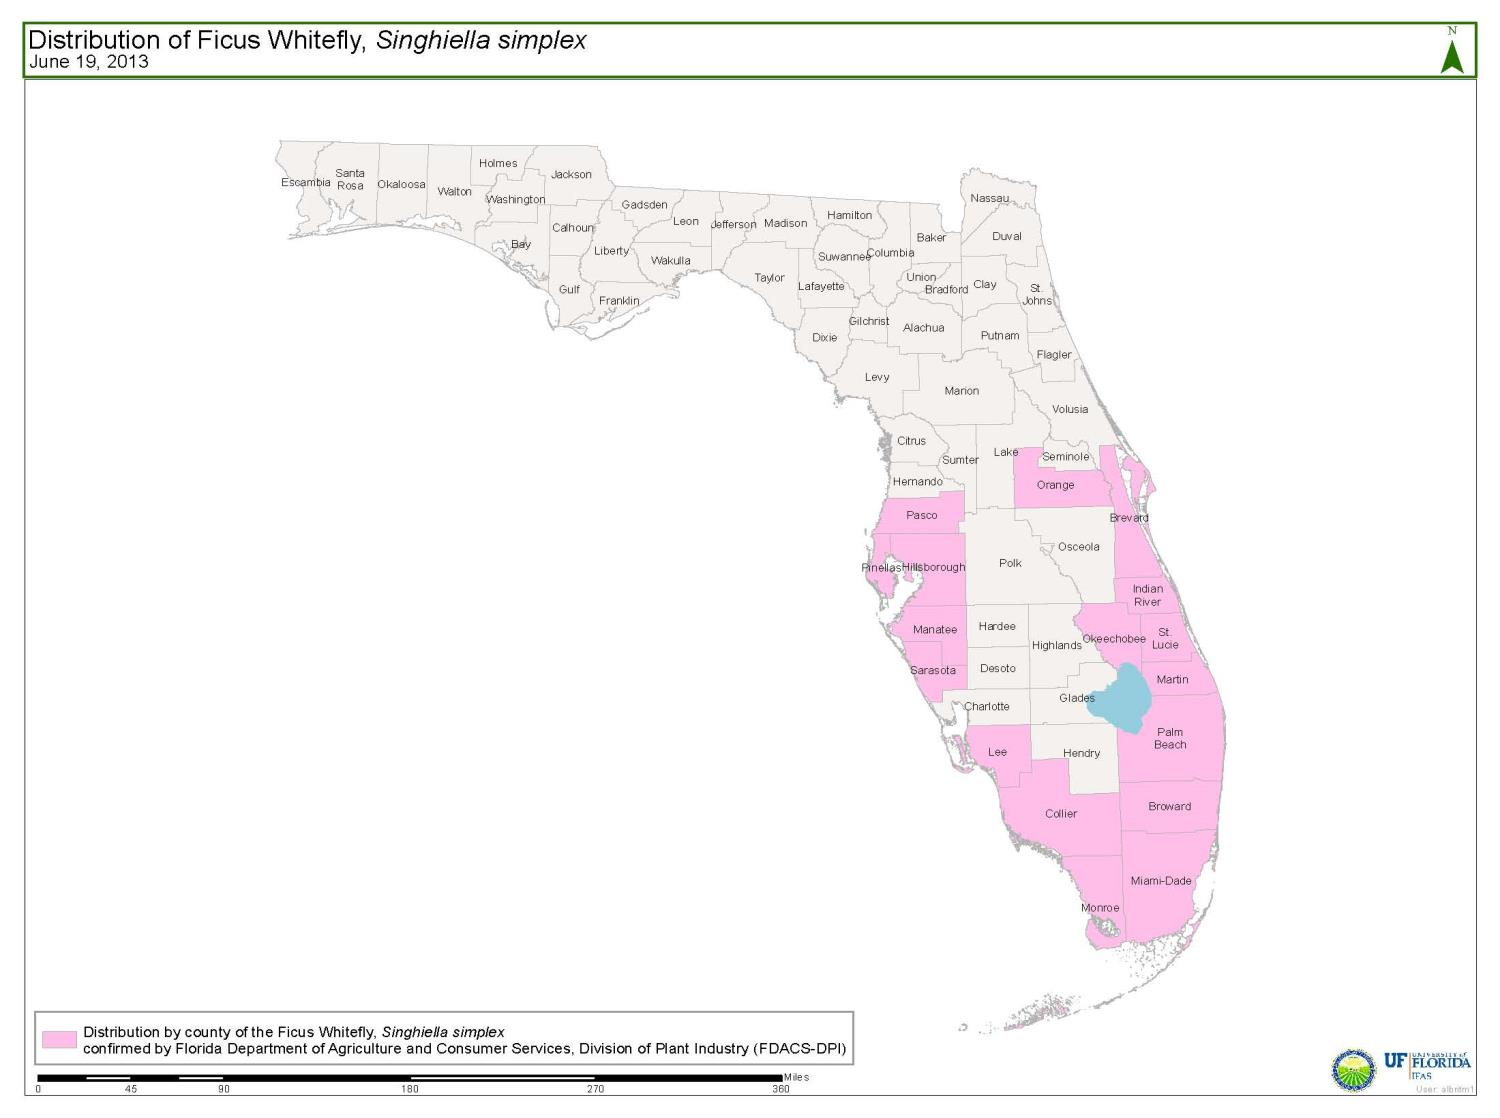 Distribution of Ficus Whitefly, Singhiella simplex
June 19, 2013
N
Holmes
Jackson
Santa
Rosa
Escambia
Okaloosa
Walton
Washington
Gadsden
Leon
Jefferson
Madison
Hamilton
Nassau
Baker
Duval
Calhoun
Bay
Liberty
Wakulla
Suwannee
Columbia
Taylor
Lafayette
Union
Bradford
Clay
St.
Johns
Gulf
Franklin
Dixie
Gilchrist
Alachua
Putnam
Flagler
Levy
Marion
Volusia
Citrus
Sumter
Lake
Seminole
Hernando
Orange
Pasco
Brevard
Osceola
Polk
Pinellas
Hillsborough
Indian
River
Manatee
Hardee
Highlands
Okeechobee
St.
Lucie
Sarasota
Desoto
Martin
Charlotte
Glades
Lee
Hendry
Palm
Beach
Collier
Broward
Miami-Dade
Monroe
Distribution by county of the Ficus Whitefly, Singhiella simplex
confirmed by Florida Department of Agriculture and Consumer Services, Division of Plant Industry (FDACS-DPI)
Miles
0 45 90 180 270 360
UF UNIVERSITY of
FLORIDA
IFAS
User: albritm1